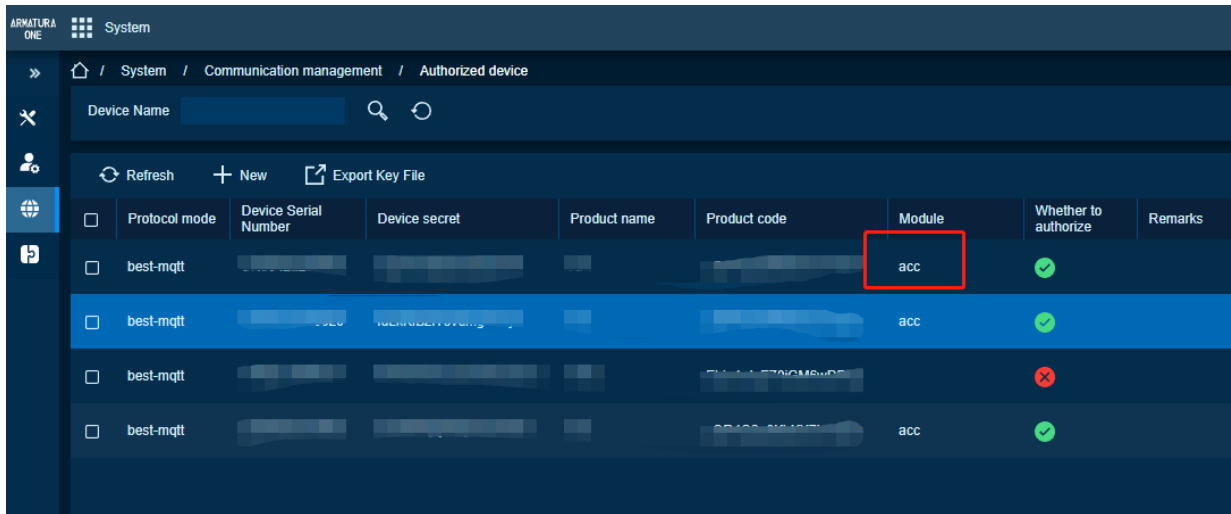 ARMATURA
ONE
System
/ System / Communication management / Authorized device
Device Name
Refresh New Export Key File
Protocol mode Device Serial Number Device secret Product name Product code Module Whether to authorize Remarks
best-mqtt acc
best-mqtt acc
best-mqtt
best-mqtt acc